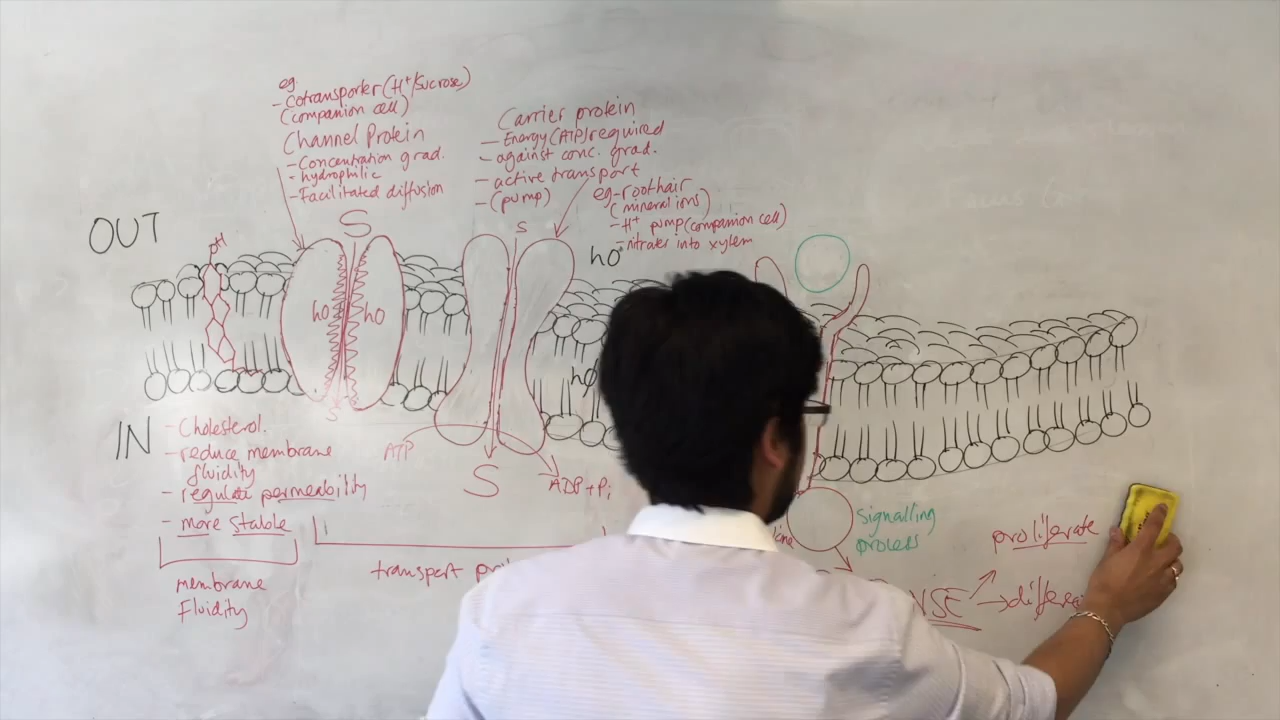 eg.
- Cotransporter (H⁺/sucrose)
(companion cell)
Channel Protein
- Concentration grad.
- hydrophilic
- Facilitated diffusion
Carrier protein
- Energy (ATP) required
- against conc. grad.
- active transport
- (pump)
eg - root hair
(mineral ions)
- H⁺ pump (companion cell)
- nitrates into xylem
OUT
S
S
OH
ho
ho
ho
S
ATP
S
ADP + Pi
IN
- Cholesterol.
- reduce membrane
fluidity
- regulate permeability
- more stable
membrane
Fluidity
transport
Signalling
process
proliferate